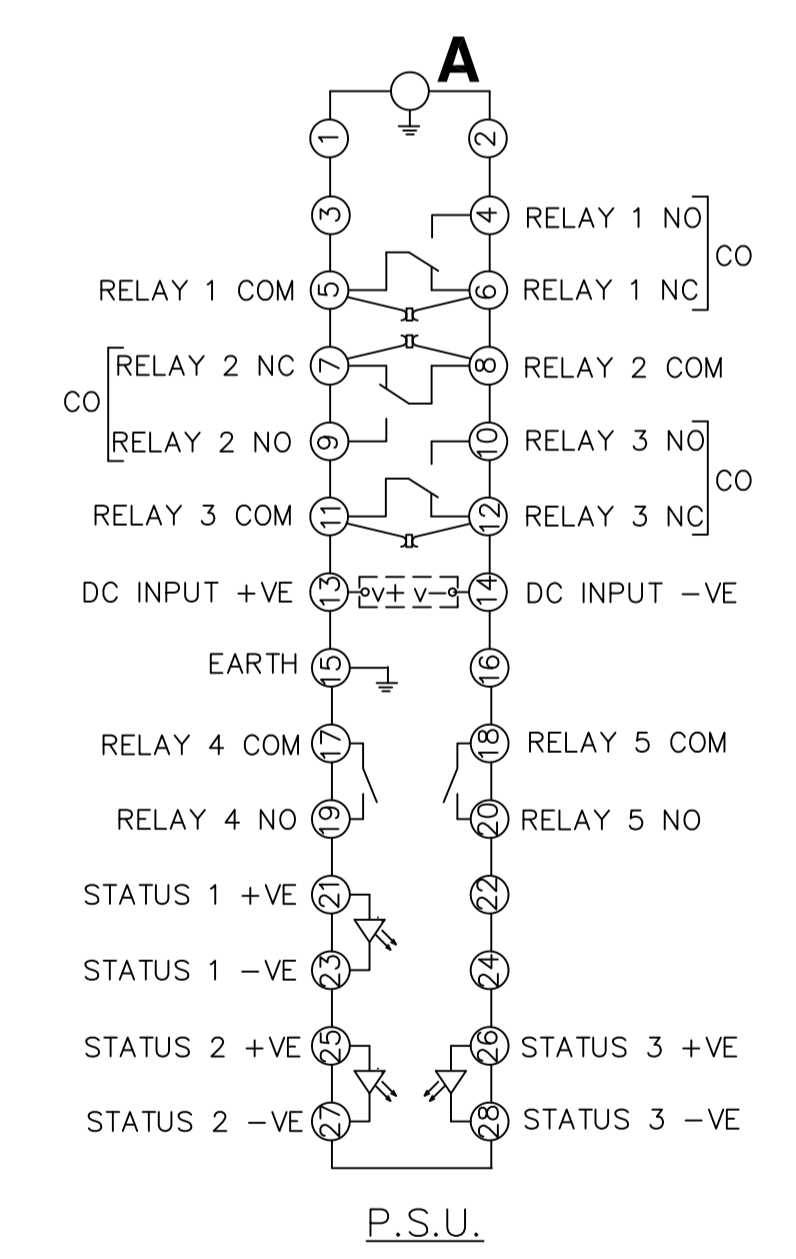 A
1 2
3 4 RELAY 1 NO
CO
RELAY 1 COM 5 6 RELAY 1 NC
RELAY 2 NC 7 8 RELAY 2 COM
CO
RELAY 2 NO 9 10 RELAY 3 NO
CO
RELAY 3 COM 11 12 RELAY 3 NC
DC INPUT +VE 13 V+ V− 14 DC INPUT −VE
EARTH 15 16
RELAY 4 COM 17 18 RELAY 5 COM
RELAY 4 NO 19 20 RELAY 5 NO
STATUS 1 +VE 21 22
STATUS 1 −VE 23 24
STATUS 2 +VE 25 26 STATUS 3 +VE
STATUS 2 −VE 27 28 STATUS 3 −VE
P.S.U.